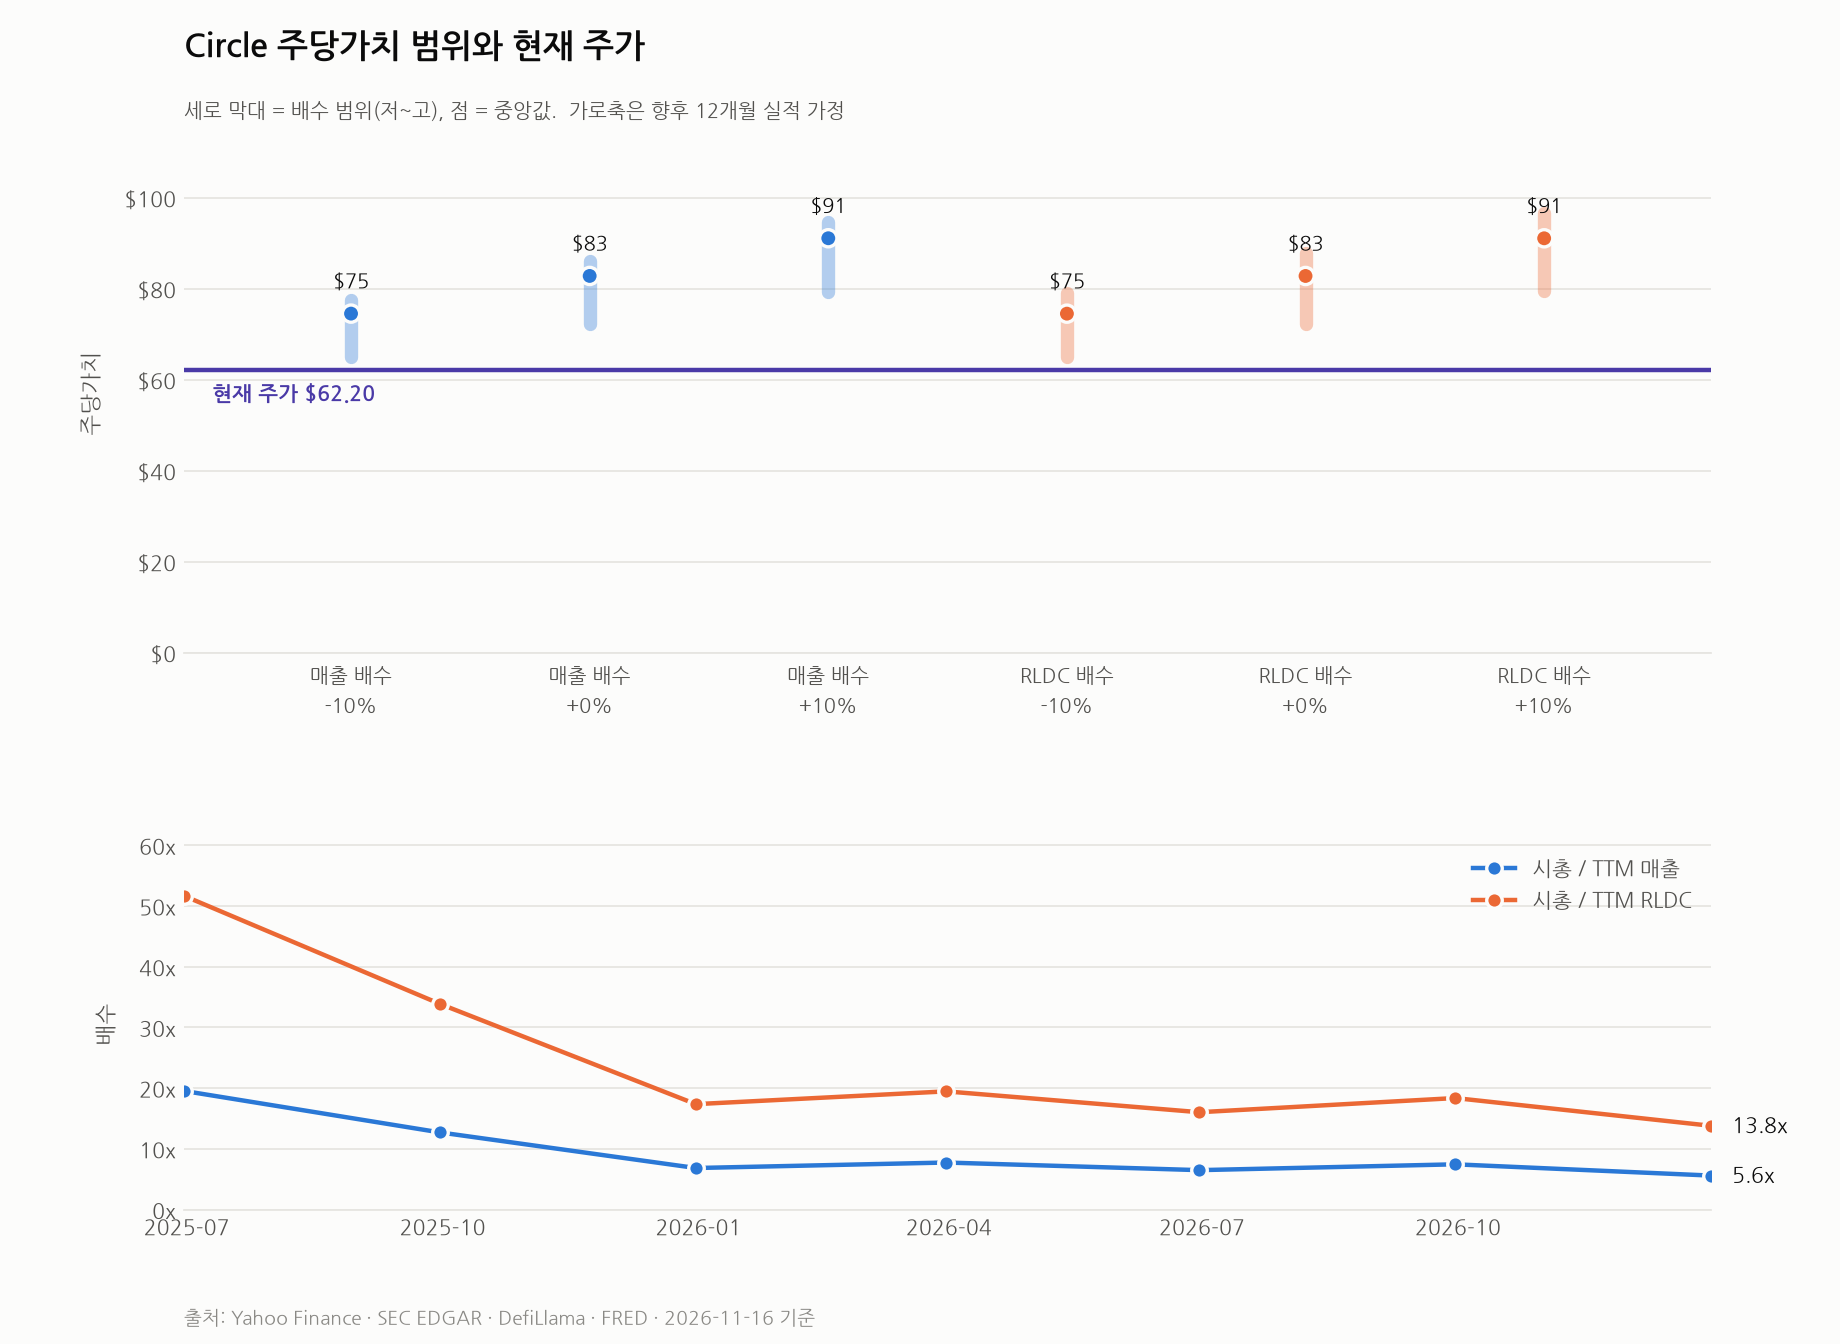 Circle 주당가치 범위와 현재 주가
세로 막대 = 배수 범위(저~고), 점 = 중앙값.  가로축은 향후 12개월 실적 가정
주당가치
$100
$80
$60
$40
$20
$0
$75
$83
$91
$75
$83
$91
현재 주가 $62.20
매출 배수
-10%
매출 배수
+0%
매출 배수
+10%
RLDC 배수
-10%
RLDC 배수
+0%
RLDC 배수
+10%
배수
60x
50x
40x
30x
20x
10x
0x
시총 / TTM 매출
시총 / TTM RLDC
13.8x
5.6x
2025-07
2025-10
2026-01
2026-04
2026-07
2026-10
출처: Yahoo Finance · SEC EDGAR · DefiLlama · FRED · 2026-11-16 기준